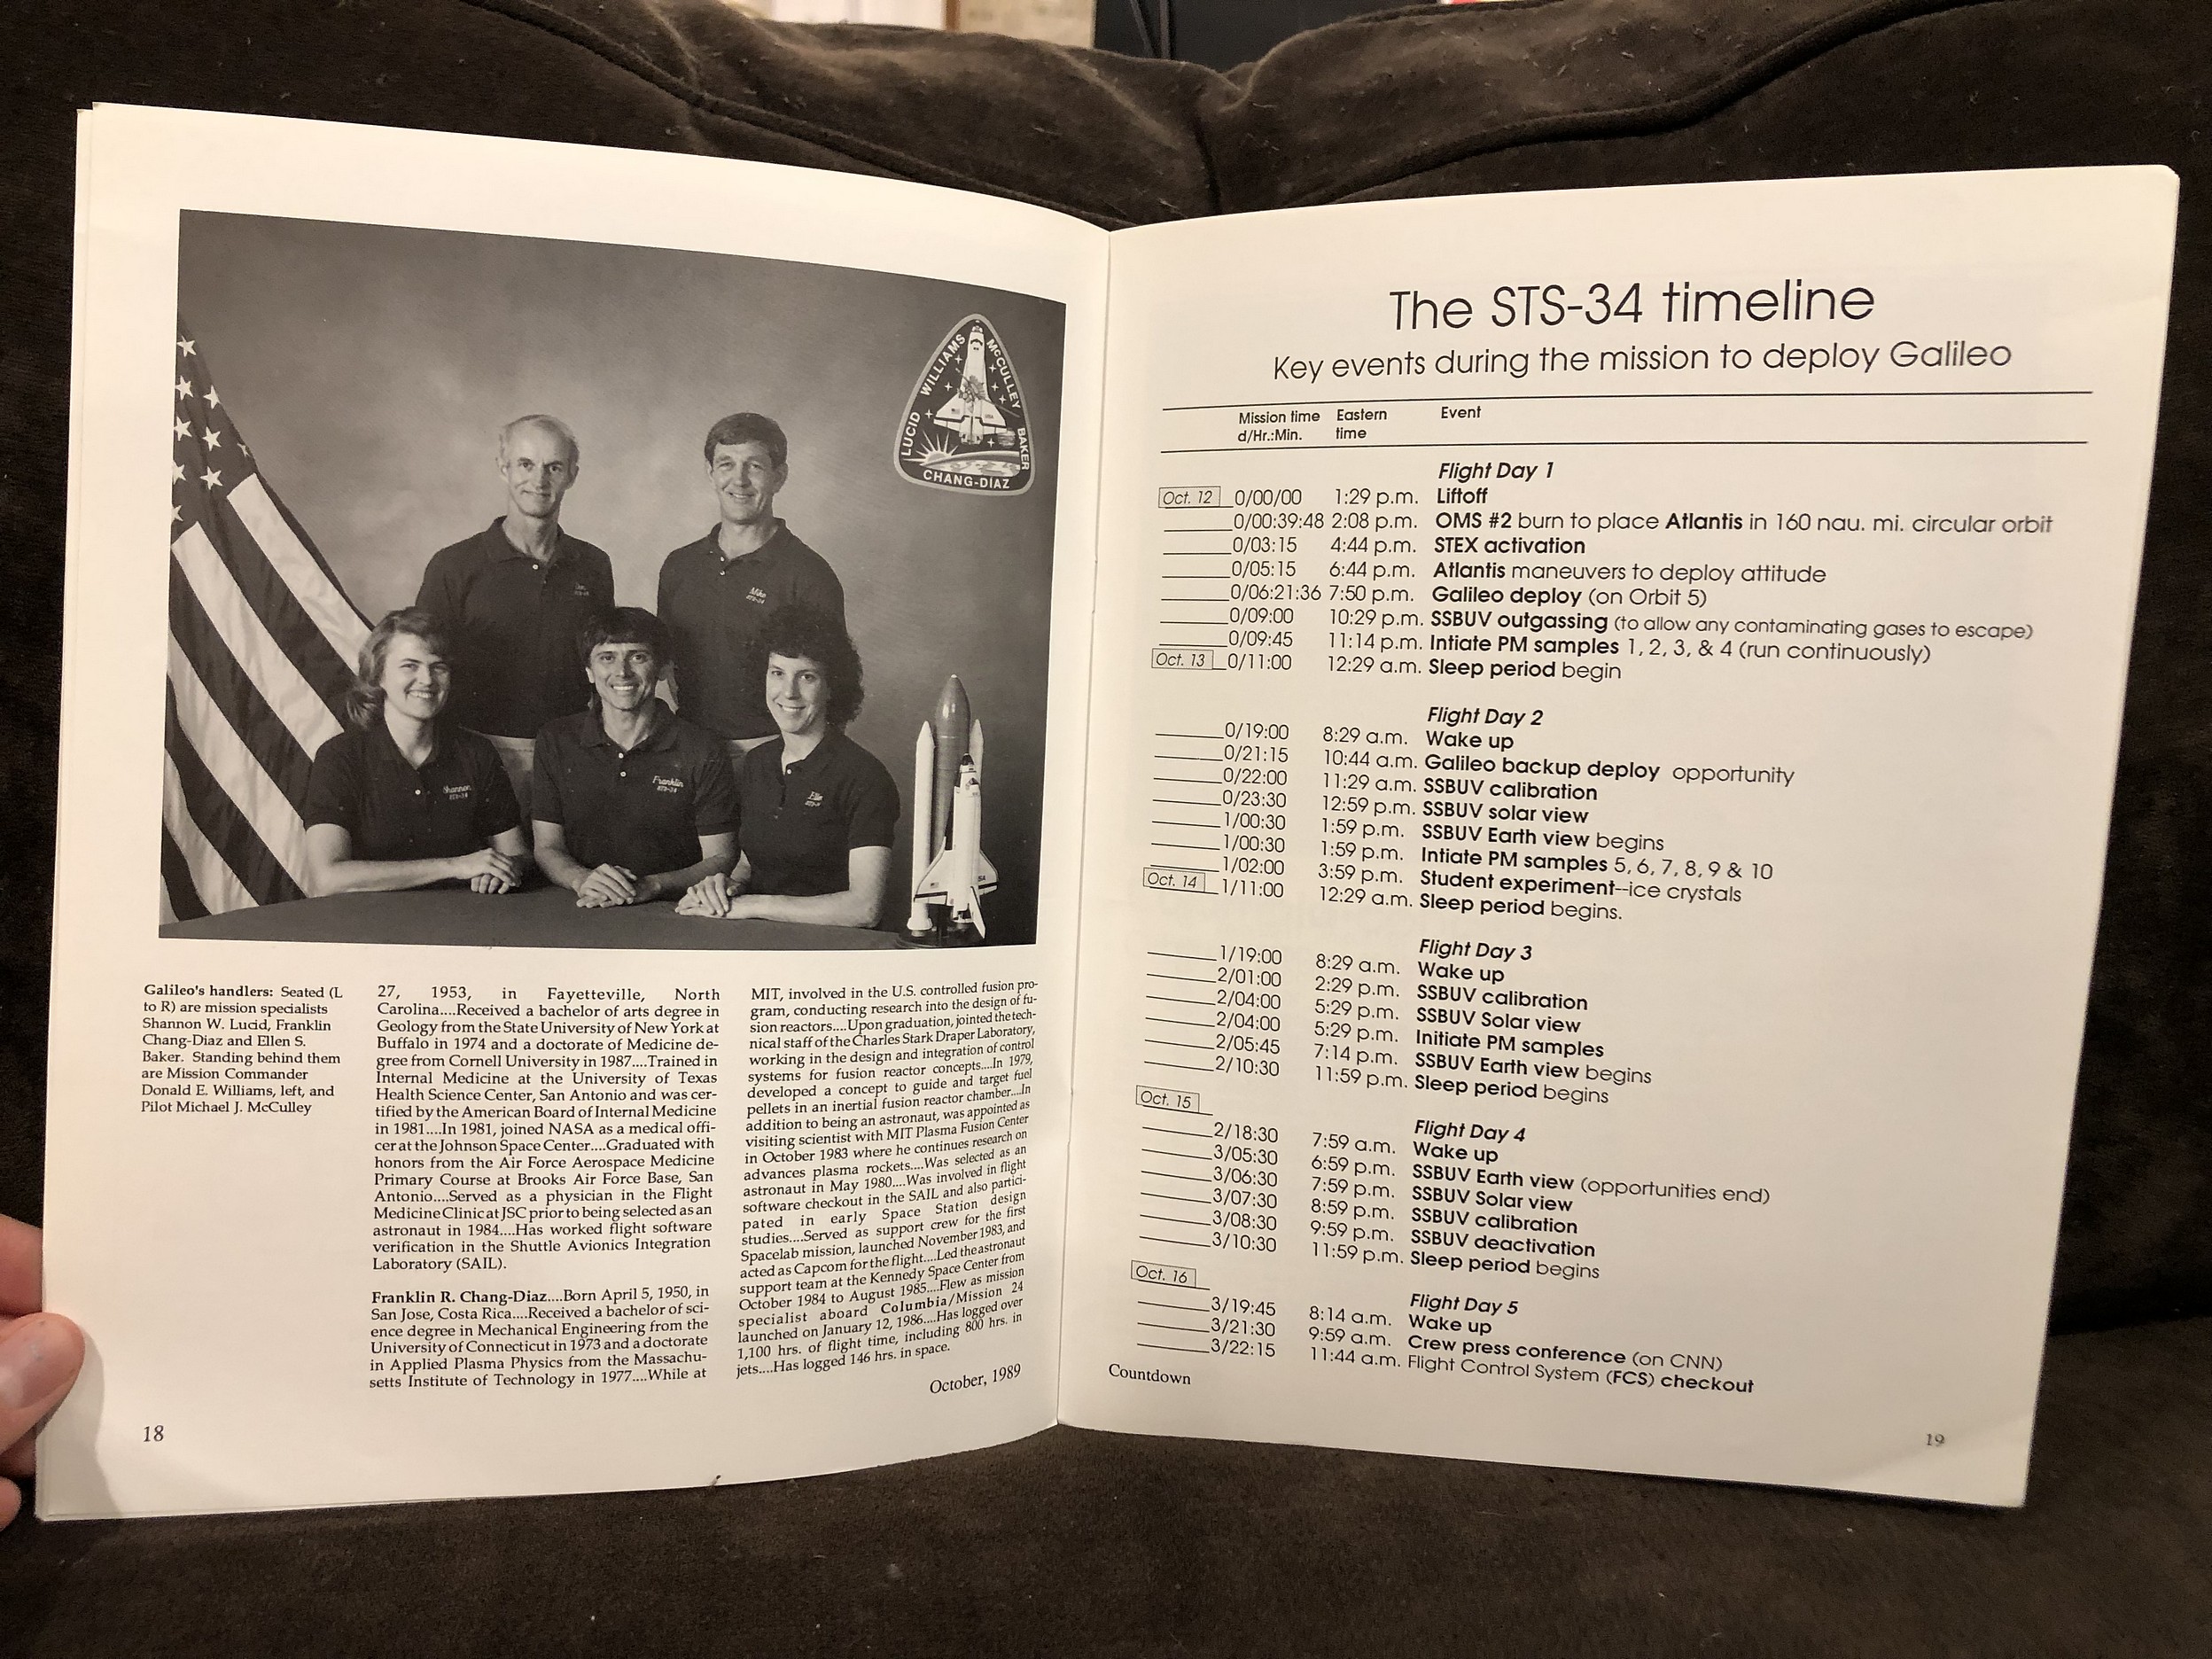 LUCID
WILLIAMS
McCULLEY
BAKER
CHANG-DIAZ
Mike
STS-34
Shannon
STS-34
Franklin
STS-34
Galileo's handlers: Seated (L
to R) are mission specialists
Shannon W. Lucid, Franklin
Chang-Diaz and Ellen S.
Baker. Standing behind them
are Mission Commander
Donald E. Williams, left, and
Pilot Michael J. McCulley
27, 1953, in Fayetteville, North
Carolina....Received a bachelor of arts degree in
Geology from the State University of New York at
Buffalo in 1974 and a doctorate of Medicine de-
gree from Cornell University in 1987....Trained in
Internal Medicine at the University of Texas
Health Science Center, San Antonio and was cer-
tified by the American Board of Internal Medicine
in 1981....In 1981, joined NASA as a medical offi-
cer at the Johnson Space Center....Graduated with
honors from the Air Force Aerospace Medicine
Primary Course at Brooks Air Force Base, San
Antonio....Served as a physician in the Flight
Medicine Clinic at JSC prior to being selected as an
astronaut in 1984....Has worked flight software
verification in the Shuttle Avionics Integration
Laboratory (SAIL).
Franklin R. Chang-Diaz....Born April 5, 1950, in
San Jose, Costa Rica....Received a bachelor of sci-
ence degree in Mechanical Engineering from the
University of Connecticut in 1973 and a doctorate
in Applied Plasma Physics from the Massachu-
setts Institute of Technology in 1977....While at
MIT, involved in the U.S. controlled fusion pro-
gram, conducting research into the design of fu-
sion reactors....Upon graduation, joined the tech-
nical staff of the Charles Stark Draper Laboratory,
working in the design and integration of control
systems for fusion reactor concepts....In 1979,
developed a concept to guide and target fuel
pellets in an inertial fusion reactor chamber....In
addition to being an astronaut, was appointed as
visiting scientist with MIT Plasma Fusion Center
in October 1983 where he continues research on
advances plasma rockets....Was selected as an
astronaut in May 1980....Was involved in flight
software checkout in the SAIL and also partici-
pated in early Space Station design
studies....Served as support crew for the first
Spacelab mission, launched November 1983, and
acted as Capcom for the flight....Led the astronaut
support team at the Kennedy Space Center from
October 1984 to August 1985....Flew as mission
specialist aboard Columbia/Mission 24
launched on January 12, 1986....Has logged over
1,100 hrs. of flight time, including 800 hrs. in
jets....Has logged 146 hrs. in space.
October, 1989
18
The STS-34 timeline
Key events during the mission to deploy Galileo
Mission time Eastern Event
d/Hr.:Min. time
Flight Day 1
Oct. 12 0/00/00 1:29 p.m. Liftoff
0/00:39:48 2:08 p.m. OMS #2 burn to place Atlantis in 160 nau. mi. circular orbit
0/03:15 4:44 p.m. STEX activation
0/05:15 6:44 p.m. Atlantis maneuvers to deploy attitude
0/06:21:36 7:50 p.m. Galileo deploy (on Orbit 5)
0/09:00 10:29 p.m. SSBUV outgassing (to allow any contaminating gases to escape)
0/09:45 11:14 p.m. Intiate PM samples 1, 2, 3, & 4 (run continuously)
Oct. 13 0/11:00 12:29 a.m. Sleep period begin
Flight Day 2
0/19:00 8:29 a.m. Wake up
0/21:15 10:44 a.m. Galileo backup deploy opportunity
0/22:00 11:29 a.m. SSBUV calibration
0/23:30 12:59 p.m. SSBUV solar view
1/00:30 1:59 p.m. SSBUV Earth view begins
1/00:30 1:59 p.m. Intiate PM samples 5, 6, 7, 8, 9 & 10
1/02:00 3:59 p.m. Student experiment--ice crystals
Oct. 14 1/11:00 12:29 a.m. Sleep period begins.
Flight Day 3
1/19:00 8:29 a.m. Wake up
2/01:00 2:29 p.m. SSBUV calibration
2/04:00 5:29 p.m. SSBUV Solar view
2/04:00 5:29 p.m. Initiate PM samples
2/05:45 7:14 p.m. SSBUV Earth view begins
2/10:30 11:59 p.m. Sleep period begins
Oct. 15
Flight Day 4
2/18:30 7:59 a.m. Wake up
3/05:30 6:59 p.m. SSBUV Earth view (opportunities end)
3/06:30 7:59 p.m. SSBUV Solar view
3/07:30 8:59 p.m. SSBUV calibration
3/08:30 9:59 p.m. SSBUV deactivation
3/10:30 11:59 p.m. Sleep period begins
Oct. 16
Flight Day 5
3/19:45 8:14 a.m. Wake up
3/21:30 9:59 a.m. Crew press conference (on CNN)
3/22:15 11:44 a.m. Flight Control System (FCS) checkout
Countdown
19